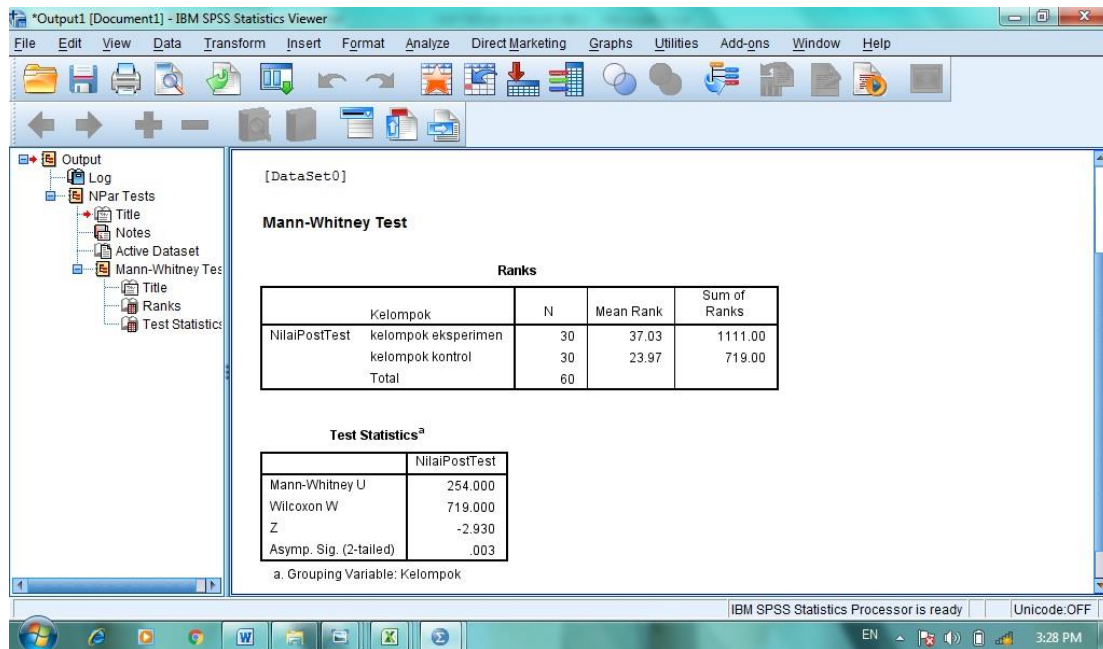 *Output1 [Document1] - IBM SPSS Statistics Viewer
File Edit View Data Transform Insert Format Analyze Direct Marketing Graphs Utilities Add-ons Window Help
Output
Log
NPar Tests
Title
Notes
Active Dataset
Mann-Whitney Tes
Title
Ranks
Test Statistics
[DataSet0]
Mann-Whitney Test
Ranks
Kelompok N Mean Rank Sum of Ranks
NilaiPostTest kelompok eksperimen 30 37.03 1111.00
kelompok kontrol 30 23.97 719.00
Total 60
Test Statisticsa
NilaiPostTest
Mann-Whitney U 254.000
Wilcoxon W 719.000
Z -2.930
Asymp. Sig. (2-tailed) .003
a. Grouping Variable: Kelompok
IBM SPSS Statistics Processor is ready Unicode:OFF
EN 3:28 PM